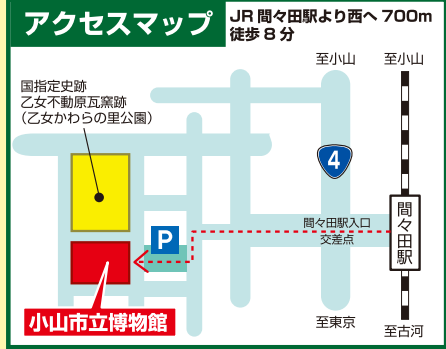 アクセスマップ
JR 間々田駅より西へ 700m
徒歩 8 分
至小山
至小山
国指定史跡
乙女不動原瓦窯跡
（乙女かわらの里公園）
4
P
間々田駅入口
交差点
間々田駅
小山市立博物館
至東京
至古河